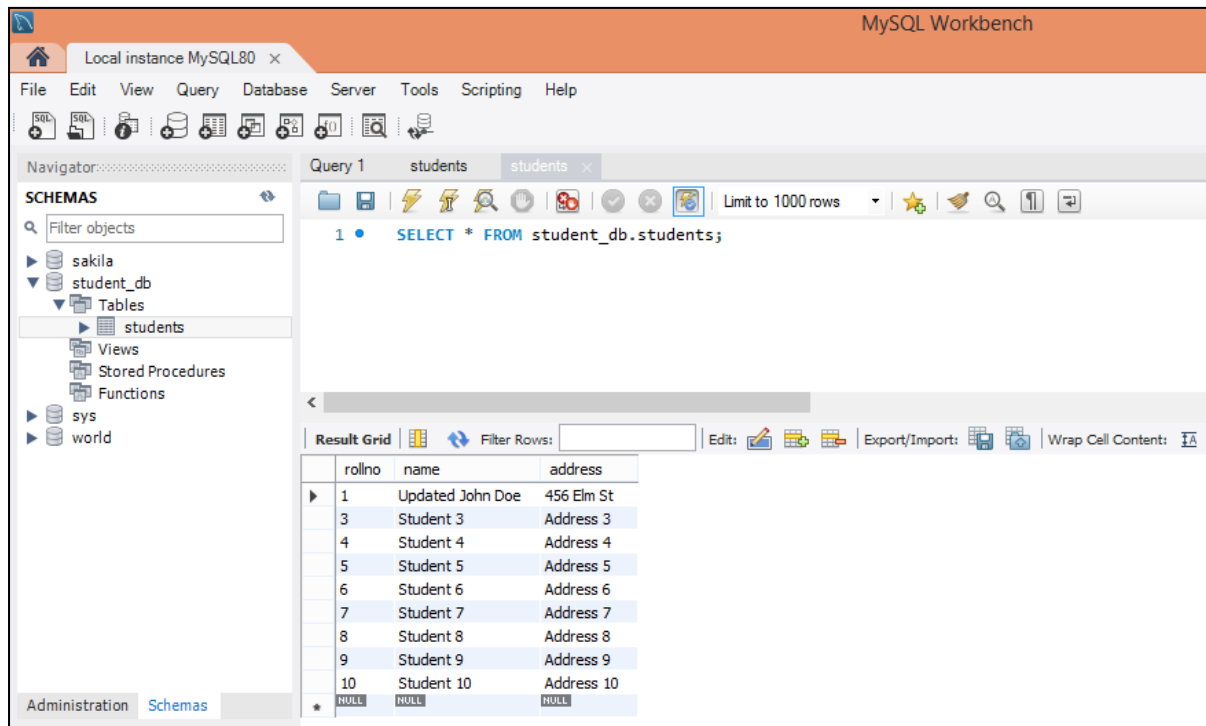 MySQL Workbench
Local instance MySQL80 ×
File Edit View Query Database Server Tools Scripting Help
Navigator
Query 1 students students ×
SCHEMAS
Limit to 1000 rows
Filter objects
1 SELECT * FROM student_db.students;
sakila
student_db
Tables
students
Views
Stored Procedures
Functions
sys
world
Result Grid Filter Rows: Edit: Export/Import: Wrap Cell Content:
rollno name address
1 Updated John Doe 456 Elm St
3 Student 3 Address 3
4 Student 4 Address 4
5 Student 5 Address 5
6 Student 6 Address 6
7 Student 7 Address 7
8 Student 8 Address 8
9 Student 9 Address 9
10 Student 10 Address 10
* NULL NULL NULL
Administration Schemas